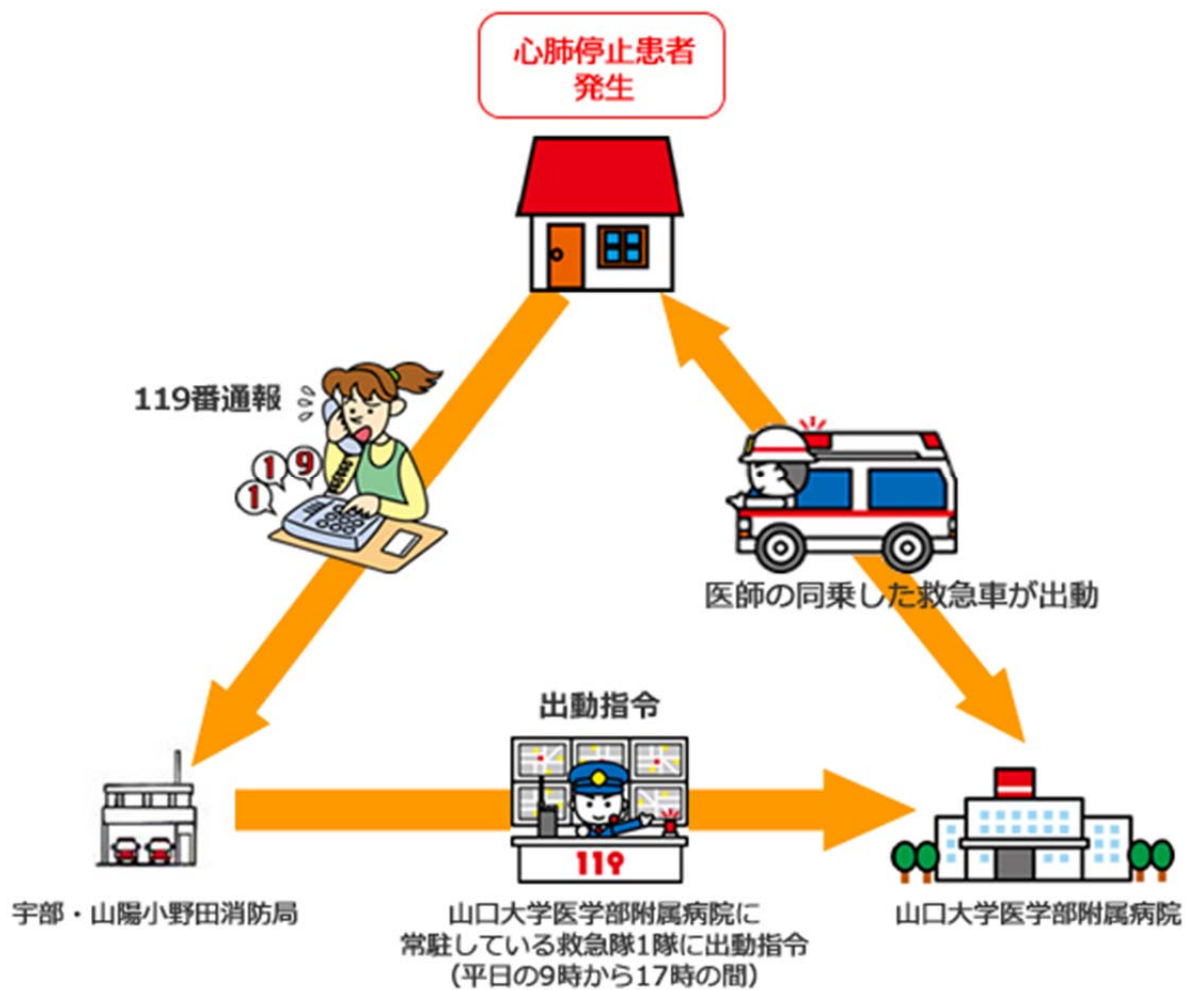 心肺停止患者
発生
119番通報
1 1 9
医師の同乗した救急車が出動
出動指令
119
宇部・山陽小野田消防局
山口大学医学部附属病院に
常駐している救急隊1隊に出動指令
（平日の9時から17時の間）
山口大学医学部附属病院